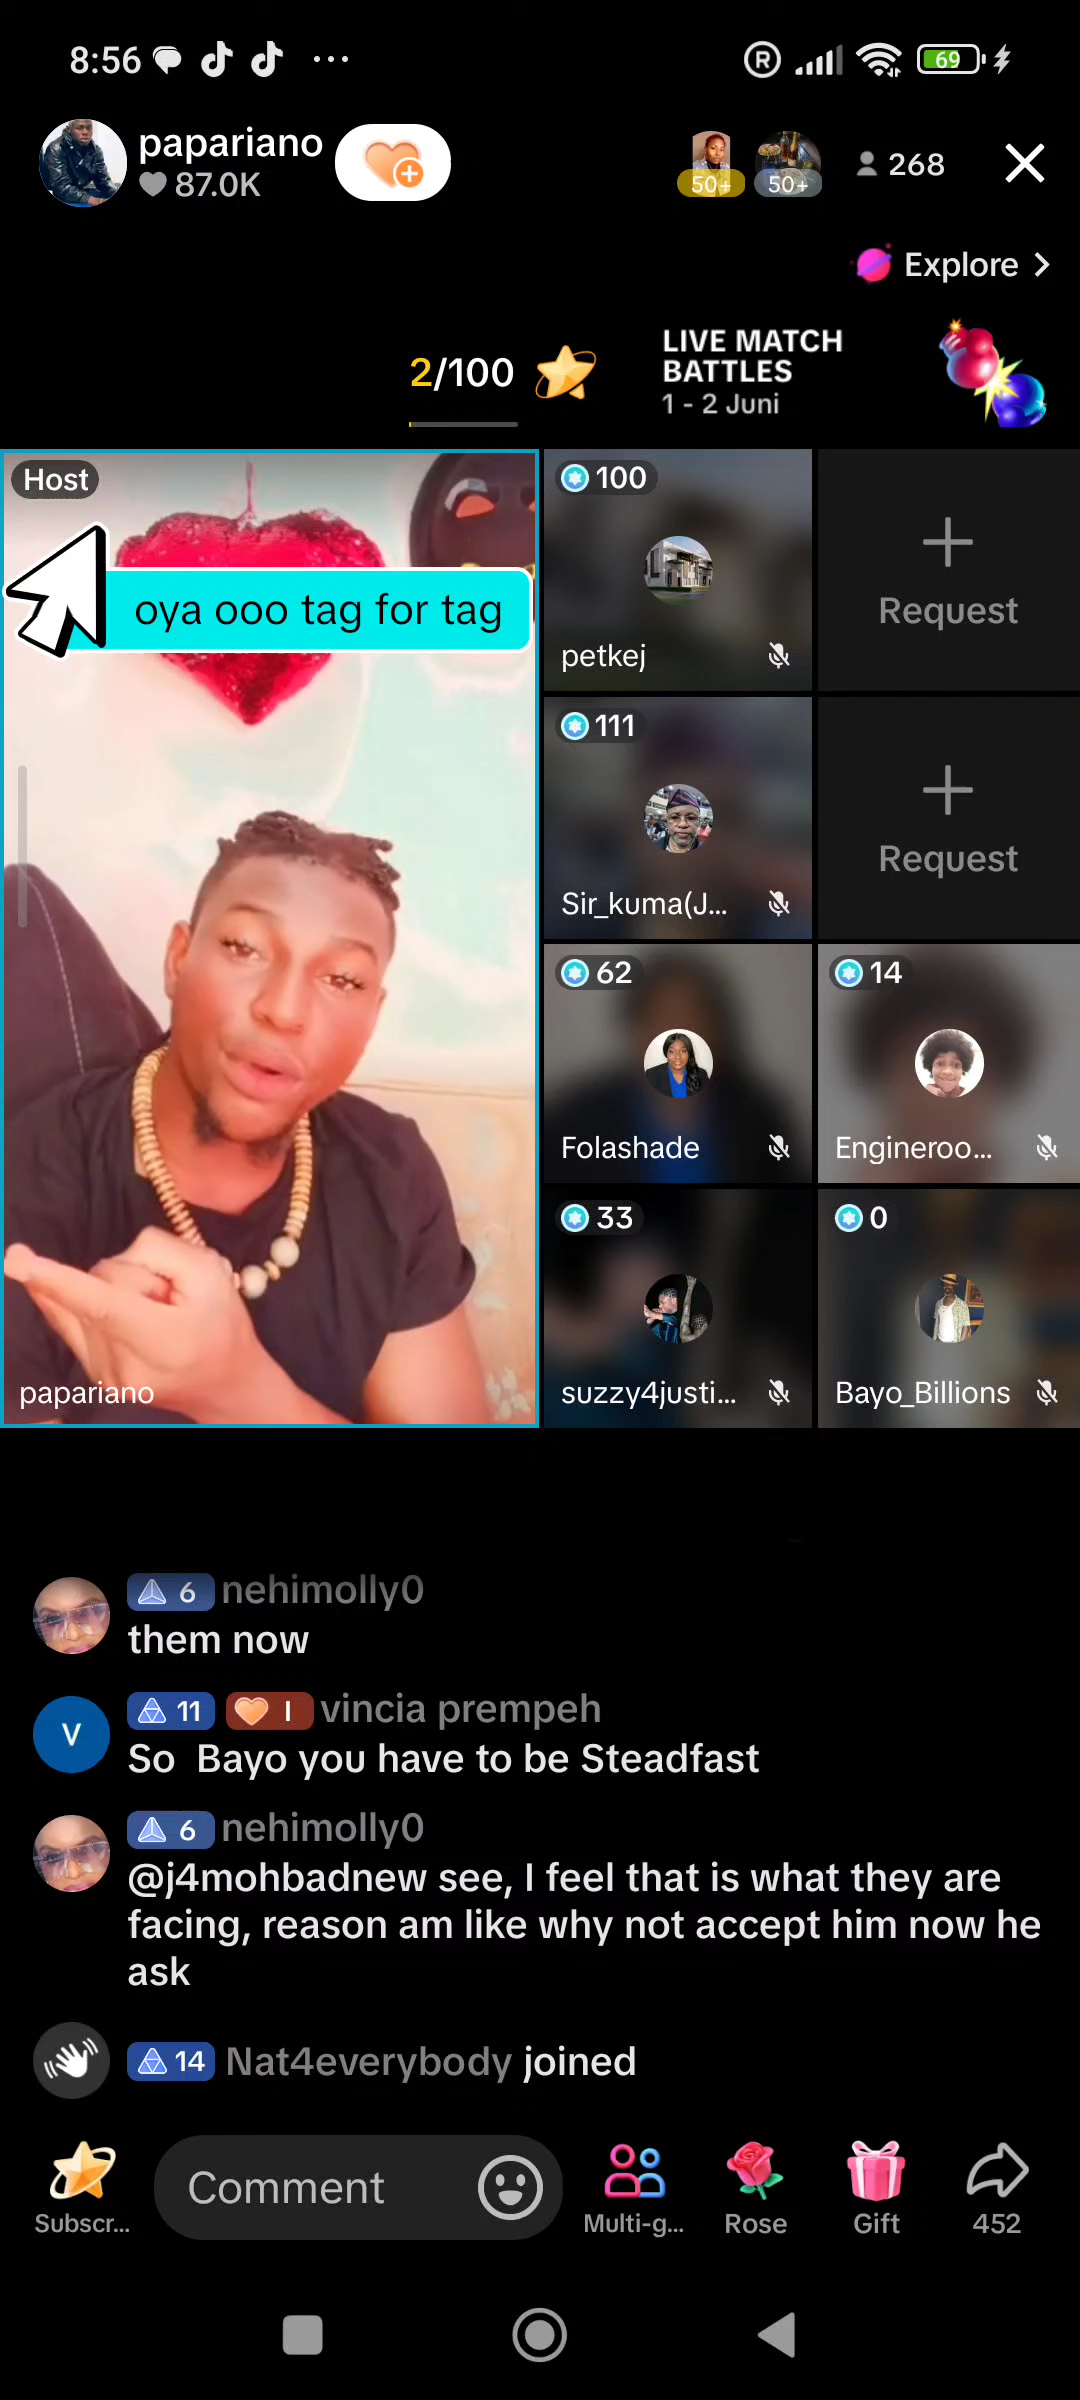 8:56
R
69
papariano
87.0K
50+
50+
268
Explore
2/100
LIVE MATCH
BATTLES
1 - 2 Juni
Host
oya ooo tag for tag
papariano
100
petkej
Request
111
Sir_kuma(J...
Request
62
Folashade
14
Engineroo...
33
suzzy4justi...
0
Bayo_Billions
6 nehimolly0
them now
V
11 I vincia prempeh
So Bayo you have to be Steadfast
6 nehimolly0
@j4mohbadnew see, I feel that is what they are
facing, reason am like why not accept him now he
ask
14 Nat4everybody joined
Comment
Subscr...
Multi-g...
Rose
Gift
452